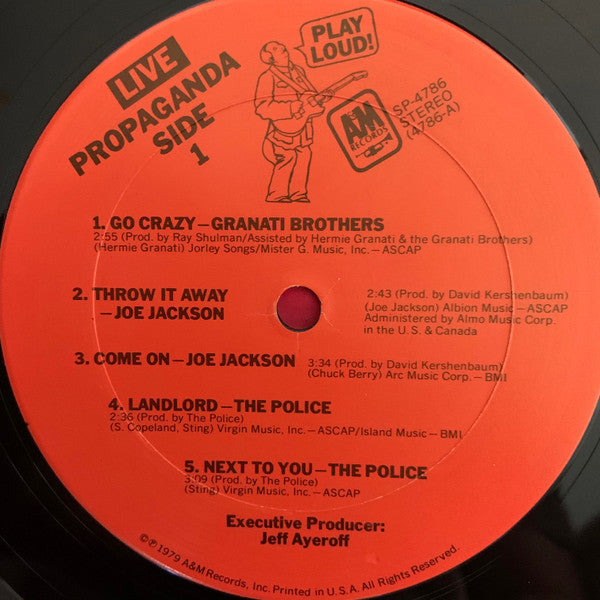 PLAY
LOUD!
LIVE
PROPAGANDA
SIDE
1
A&M
RECORDS
SP-4786
STEREO
(4786-A)
1. GO CRAZY—GRANATI BROTHERS
2:55 (Prod. by Ray Shulman/Assisted by Hermie Granati & the Granati Brothers)
(Hermie Granati) Jorley Songs/Mister G. Music, Inc.—ASCAP
2. THROW IT AWAY
—JOE JACKSON
2:43 (Prod. by David Kershenbaum)
(Joe Jackson) Albion Music—ASCAP
Administered by Almo Music Corp.
in the U.S. & Canada
3. COME ON—JOE JACKSON
3:34 (Prod. by David Kershenbaum)
(Chuck Berry) Arc Music Corp.—BMI
4. LANDLORD—THE POLICE
2:36 (Prod. by The Police)
(S. Copeland, Sting) Virgin Music, Inc.—ASCAP/Island Music—BMI
5. NEXT TO YOU—THE POLICE
3:09 (Prod. by The Police)
(Sting) Virgin Music, Inc.—ASCAP
Executive Producer:
Jeff Ayeroff
©℗1979 A&M Records, Inc. Printed in U.S.A. All Rights Reserved.